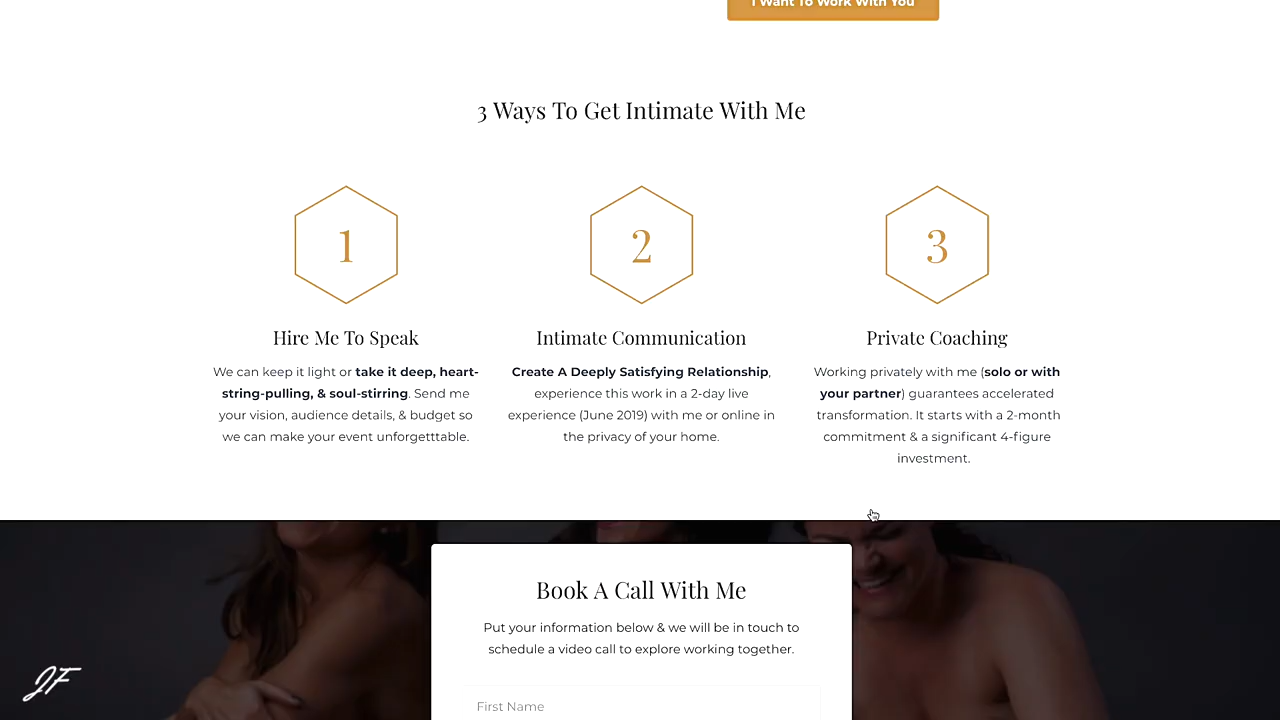 I Want To Work With You
3 Ways To Get Intimate With Me
1
2
3
Hire Me To Speak
We can keep it light or take it deep, heart-
string-pulling, & soul-stirring. Send me
your vision, audience details, & budget so
we can make your event unforgetttable.
Intimate Communication
Create A Deeply Satisfying Relationship,
experience this work in a 2-day live
experience (June 2019) with me or online in
the privacy of your home.
Private Coaching
Working privately with me (solo or with
your partner) guarantees accelerated
transformation. It starts with a 2-month
commitment & a significant 4-figure
investment.
Book A Call With Me
Put your information below & we will be in touch to
schedule a video call to explore working together.
First Name
JF